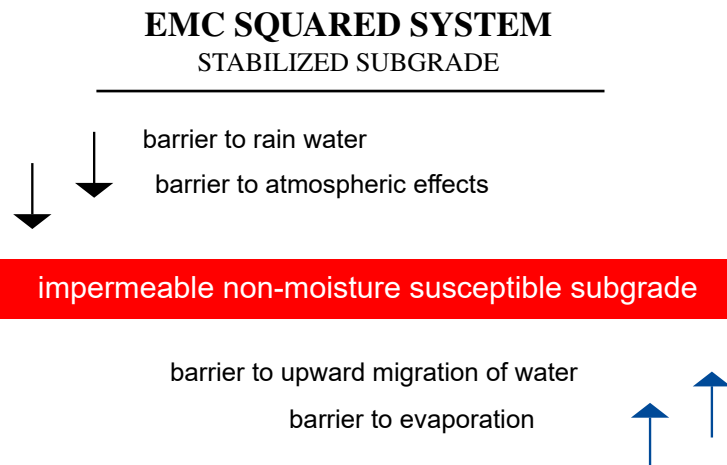 EMC SQUARED SYSTEM
STABILIZED SUBGRADE
barrier to rain water
barrier to atmospheric effects
impermeable non-moisture susceptible subgrade
barrier to upward migration of water
barrier to evaporation